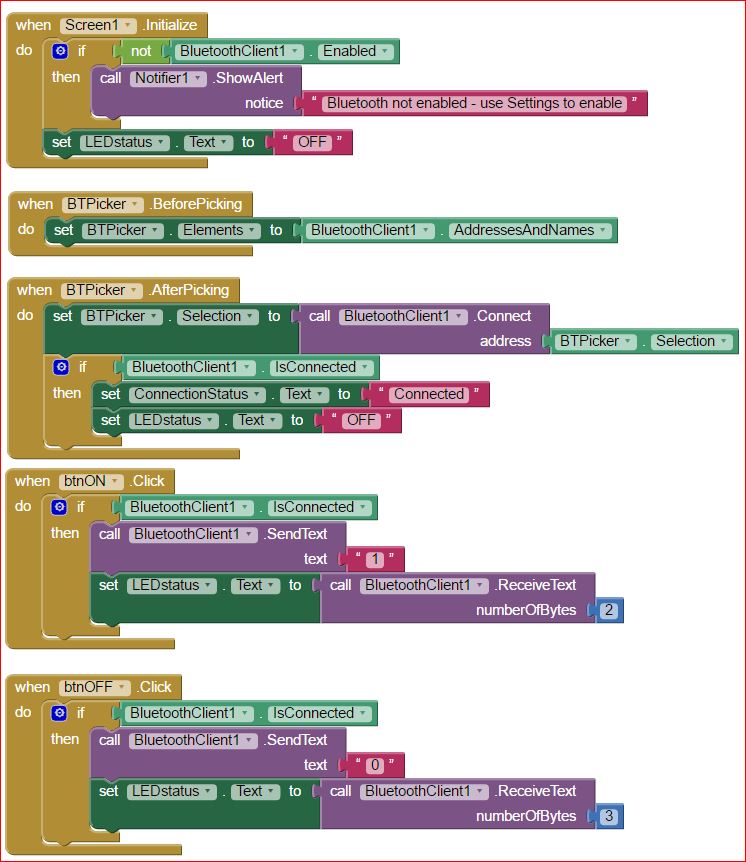 when Screen1 .Initialize
do if not BluetoothClient1 . Enabled
then call Notifier1 .ShowAlert
notice " Bluetooth not enabled - use Settings to enable "
set LEDstatus . Text to " OFF "
when BTPicker .BeforePicking
do set BTPicker . Elements to BluetoothClient1 . AddressesAndNames
when BTPicker .AfterPicking
do set BTPicker . Selection to call BluetoothClient1 .Connect
address BTPicker . Selection
if BluetoothClient1 . IsConnected
then set ConnectionStatus . Text to " Connected "
set LEDstatus . Text to " OFF "
when btnON .Click
do if BluetoothClient1 . IsConnected
then call BluetoothClient1 .SendText
text " 1 "
set LEDstatus . Text to call BluetoothClient1 .ReceiveText
numberOfBytes 2
when btnOFF .Click
do if BluetoothClient1 . IsConnected
then call BluetoothClient1 .SendText
text " 0 "
set LEDstatus . Text to call BluetoothClient1 .ReceiveText
numberOfBytes 3